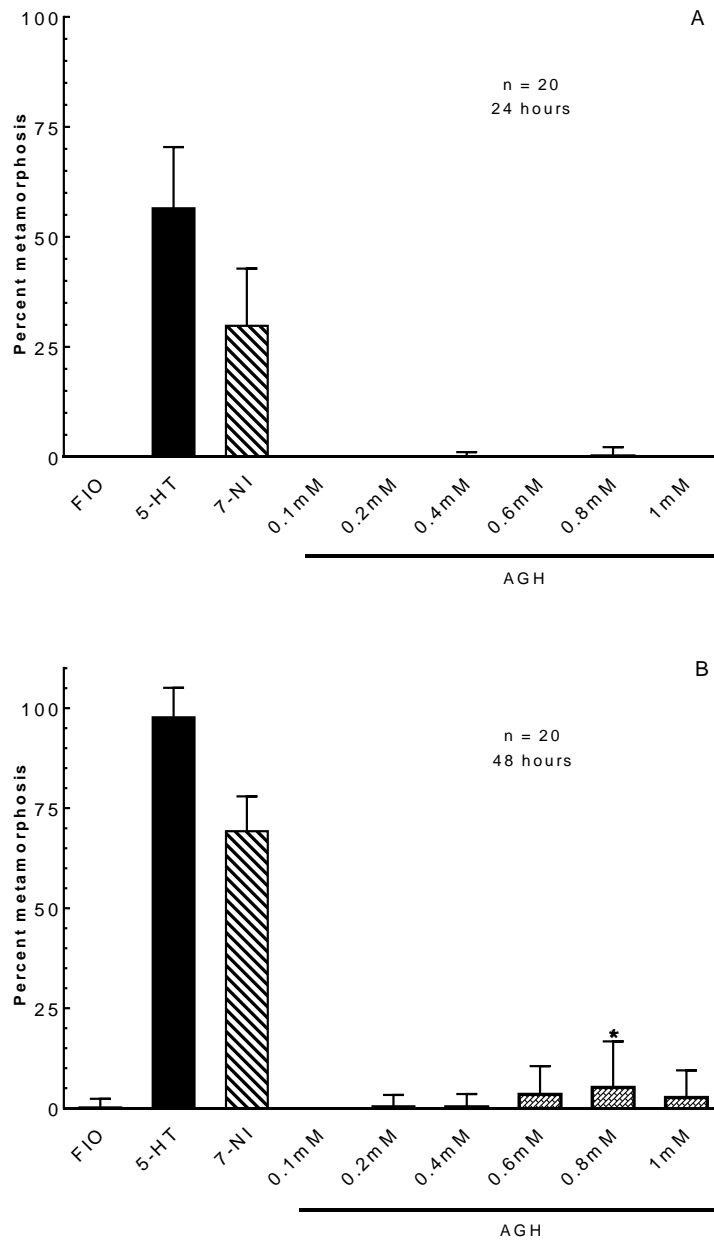 A
100
n = 20
24 hours
75
Percent metamorphosis
50
25
0
FIO
5-HT
7-NI
0.1mM
0.2mM
0.4mM
0.6mM
0.8mM
1mM
AGH
B
100
n = 20
48 hours
75
Percent metamorphosis
50
25
*
0
FIO
5-HT
7-NI
0.1mM
0.2mM
0.4mM
0.6mM
0.8mM
1mM
AGH